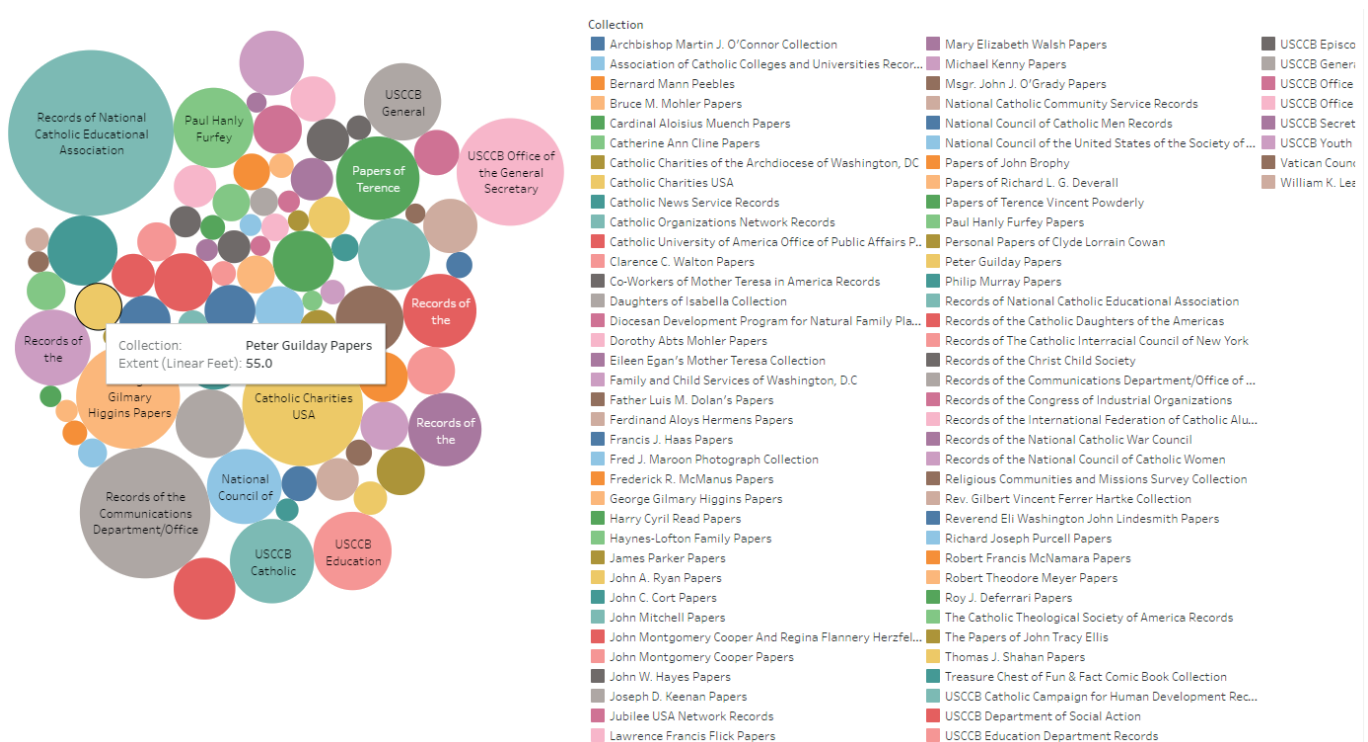 Records of National
Catholic Educational
Association
Paul Hanly
Furfey
USCCB
General
USCCB Office of
the General
Secretary
Papers of
Terence
Records of
the
Records of
the
Collection: Peter Guilday Papers
Extent (Linear Feet): 55.0
Gilmary
Higgins Papers
Catholic Charities
USA
Records of
the
National
Council of
Records of the
Communications
Department/Office
USCCB
Catholic
USCCB
Education
Collection
Archbishop Martin J. O'Connor Collection
Association of Catholic Colleges and Universities Recor...
Bernard Mann Peebles
Bruce M. Mohler Papers
Cardinal Aloisius Muench Papers
Catherine Ann Cline Papers
Catholic Charities of the Archdiocese of Washington, DC
Catholic Charities USA
Catholic News Service Records
Catholic Organizations Network Records
Catholic University of America Office of Public Affairs P...
Clarence C. Walton Papers
Co-Workers of Mother Teresa in America Records
Daughters of Isabella Collection
Diocesan Development Program for Natural Family Pla...
Dorothy Abts Mohler Papers
Eileen Egan's Mother Teresa Collection
Family and Child Services of Washington, D.C
Father Luis M. Dolan's Papers
Ferdinand Aloys Hermens Papers
Francis J. Haas Papers
Fred J. Maroon Photograph Collection
Frederick R. McManus Papers
George Gilmary Higgins Papers
Harry Cyril Read Papers
Haynes-Lofton Family Papers
James Parker Papers
John A. Ryan Papers
John C. Cort Papers
John Mitchell Papers
John Montgomery Cooper And Regina Flannery Herzfel...
John Montgomery Cooper Papers
John W. Hayes Papers
Joseph D. Keenan Papers
Jubilee USA Network Records
Lawrence Francis Flick Papers
Mary Elizabeth Walsh Papers
Michael Kenny Papers
Msgr. John J. O'Grady Papers
National Catholic Community Service Records
National Council of Catholic Men Records
National Council of the United States of the Society of...
Papers of John Brophy
Papers of Richard L. G. Deverall
Papers of Terence Vincent Powderly
Paul Hanly Furfey Papers
Personal Papers of Clyde Lorrain Cowan
Peter Guilday Papers
Philip Murray Papers
Records of National Catholic Educational Association
Records of the Catholic Daughters of the Americas
Records of The Catholic Interracial Council of New York
Records of the Christ Child Society
Records of the Communications Department/Office of ...
Records of the Congress of Industrial Organizations
Records of the International Federation of Catholic Alu...
Records of the National Catholic War Council
Records of the National Council of Catholic Women
Religious Communities and Missions Survey Collection
Rev. Gilbert Vincent Ferrer Hartke Collection
Reverend Eli Washington John Lindesmith Papers
Richard Joseph Purcell Papers
Robert Francis McNamara Papers
Robert Theodore Meyer Papers
Roy J. Deferrari Papers
The Catholic Theological Society of America Records
The Papers of John Tracy Ellis
Thomas J. Shahan Papers
Treasure Chest of Fun & Fact Comic Book Collection
USCCB Catholic Campaign for Human Development Rec...
USCCB Department of Social Action
USCCB Education Department Records
USCCB Episco
USCCB Gener
USCCB Office
USCCB Office
USCCB Secret
USCCB Youth
Vatican Counc
William K. Lea